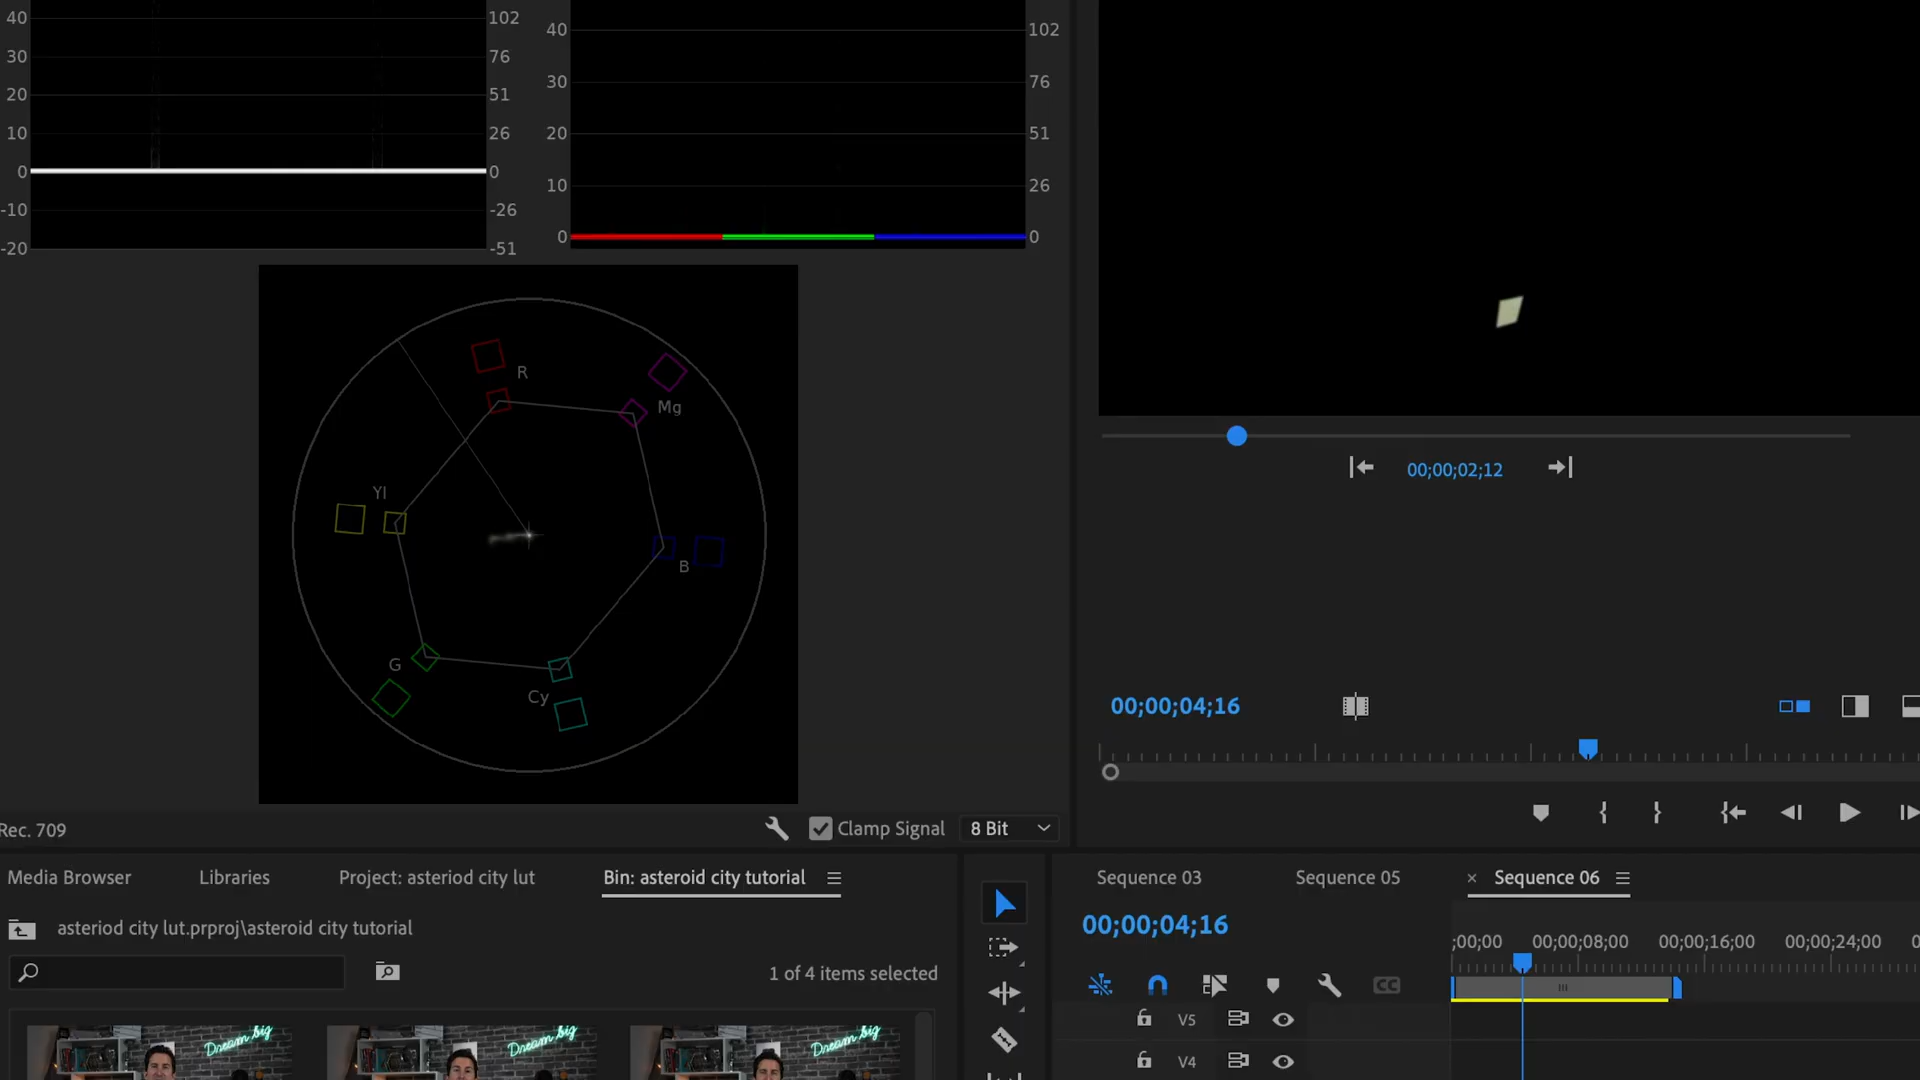 40 102 40 102
30 76 30 76
20 51 20 51
10 26 10 26
0 0 0 0
-10 -26
-20 -51
R
Mg
Yl
B
G
Cy
00;00;02;12
00;00;04;16
Rec. 709
Clamp Signal
8 Bit
Media Browser
Libraries
Project: asteriod city lut
Bin: asteroid city tutorial
asteriod city lut.prproj\asteroid city tutorial
1 of 4 items selected
Dream big
Dream big
Dream big
Sequence 03
Sequence 05
× Sequence 06
00;00;04;16
;00;00 00;00;08;00 00;00;16;00 00;00;24;00 0
CC
V5
V4